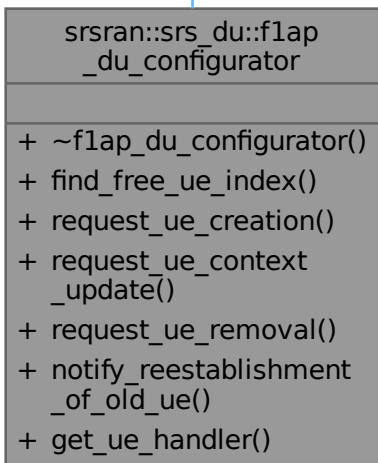 srsran::srs_du::f1ap
_du_configurator
+ ~f1ap_du_configurator()
+ find_free_ue_index()
+ request_ue_creation()
+ request_ue_context
_update()
+ request_ue_removal()
+ notify_reestablishment
_of_old_ue()
+ get_ue_handler()